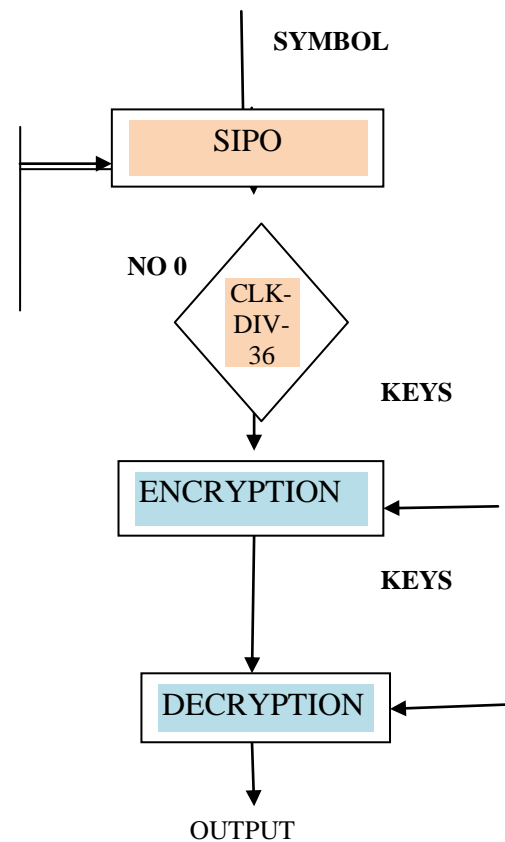 SYMBOL
SIPO
NO 0
CLK-
DIV-
36
KEYS
ENCRYPTION
KEYS
DECRYPTION
OUTPUT